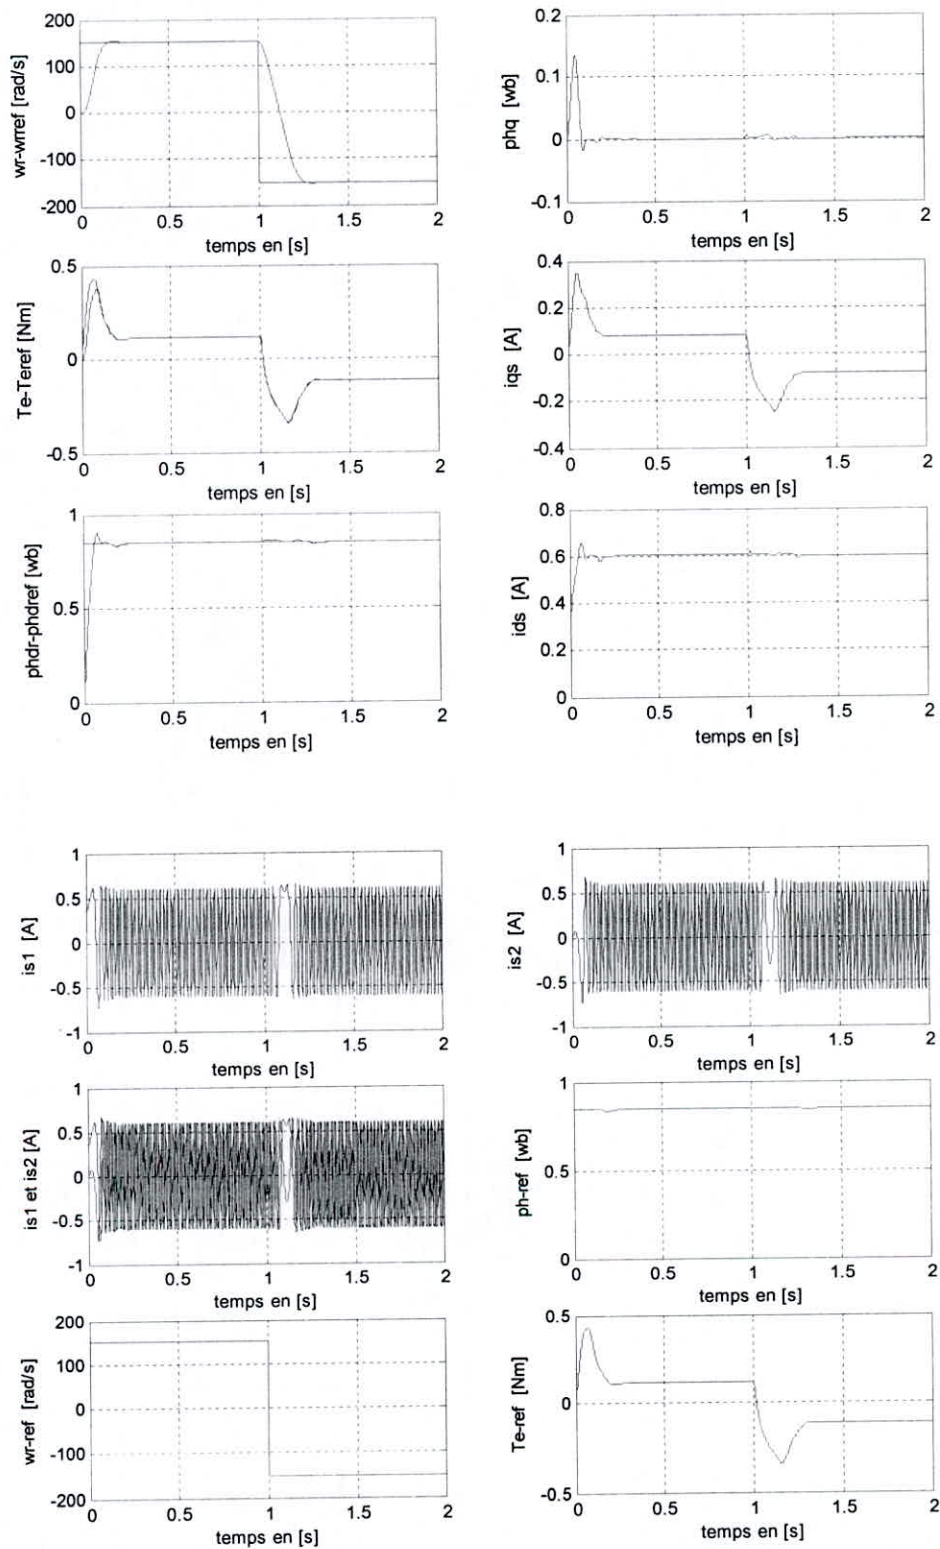 wr-wrref [rad/s]
200
100
0
-100
-200
0 0.5 1 1.5 2
temps en [s]
phq [wb]
0.2
0.1
0
-0.1
0 0.5 1 1.5 2
temps en [s]
Te-Teref [Nm]
0.5
0
-0.5
0 0.5 1 1.5 2
temps en [s]
iqs [A]
0.4
0.2
0
-0.2
-0.4
0 0.5 1 1.5 2
temps en [s]
phdr-phdref [wb]
1
0.5
0
0 0.5 1 1.5 2
temps en [s]
ids [A]
0.8
0.6
0.4
0.2
0
0 0.5 1 1.5 2
temps en [s]
is1 [A]
1
0.5
0
-0.5
-1
0 0.5 1 1.5 2
temps en [s]
is2 [A]
1
0.5
0
-0.5
-1
0 0.5 1 1.5 2
temps en [s]
is1 et is2 [A]
1
0.5
0
-0.5
-1
0 0.5 1 1.5 2
temps en [s]
ph-ref [wb]
1
0.5
0
0 0.5 1 1.5 2
temps en [s]
wr-ref [rad/s]
200
100
0
-100
-200
0 0.5 1 1.5 2
temps en [s]
Te-ref [Nm]
0.5
0
-0.5
0 0.5 1 1.5 2
temps en [s]